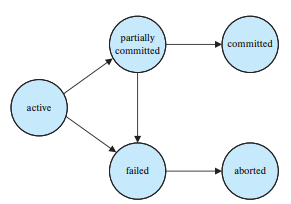 partially
committed
committed
active
failed
aborted